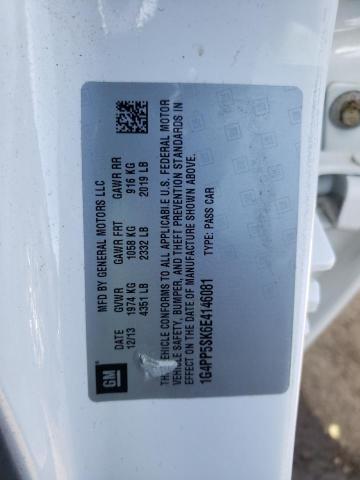 MFD BY GENERAL MOTORS LLC
DATE GVWR GAWR FRT GAWR RR
12/13 1974 KG 1058 KG 916 KG
4351 LB 2332 LB 2019 LB
GM
THIS VEHICLE CONFORMS TO ALL APPLICABLE U.S. FEDERAL MOTOR
VEHICLE SAFETY, BUMPER, AND THEFT PREVENTION STANDARDS IN
EFFECT ON THE DATE OF MANUFACTURE SHOWN ABOVE.
1G4PP5SK6E4146081 TYPE: PASS CAR